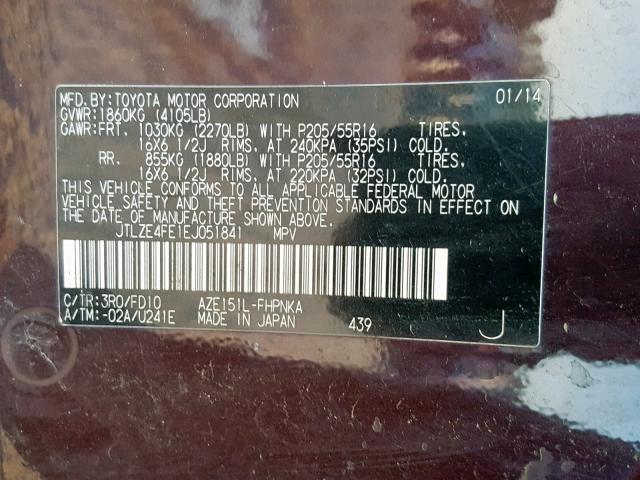 MFD.BY:TOYOTA MOTOR CORPORATION 01/14
GVWR:1860KG (4105LB)
GAWR:FRT. 1030KG (2270LB) WITH P205/55R16 TIRES,
16X6 1/2J RIMS, AT 240KPA (35PSI) COLD.
RR. 855KG (1880LB) WITH P205/55R16 TIRES,
16X6 1/2J RIMS, AT 220KPA (32PSI) COLD.
THIS VEHICLE CONFORMS TO ALL APPLICABLE FEDERAL MOTOR
VEHICLE SAFETY AND THEFT PREVENTION STANDARDS IN EFFECT ON
THE DATE OF MANUFACTURE SHOWN ABOVE.
JTLZE4FE1EJ051841 MPV
C/TR:3R0/FD10 AZE151L-FHPNKA
A/TM:-02A/U241E MADE IN JAPAN 439 J